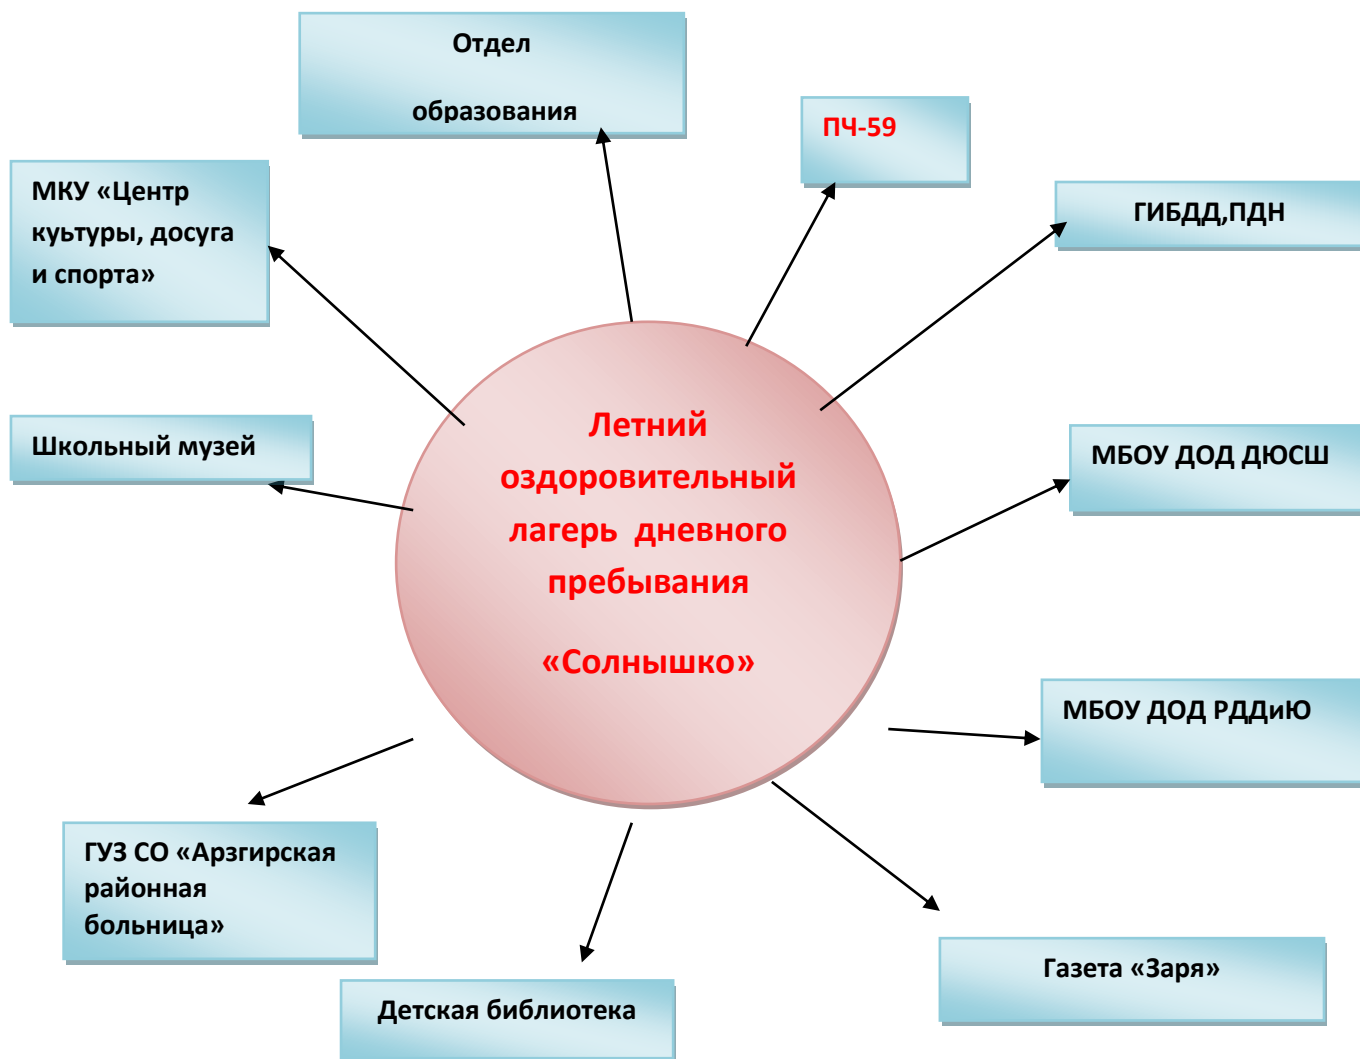 Отдел
образования
ПЧ-59
МКУ «Центр
куьтуры, досуга
и спорта»
ГИБДД,ПДН
Школьный музей
Летний
оздоровительный
лагерь дневного
пребывания
«Солнышко»
МБОУ ДОД ДЮСШ
МБОУ ДОД РДДиЮ
ГУЗ СО «Арзгирская
районная
больница»
Газета «Заря»
Детская библиотека